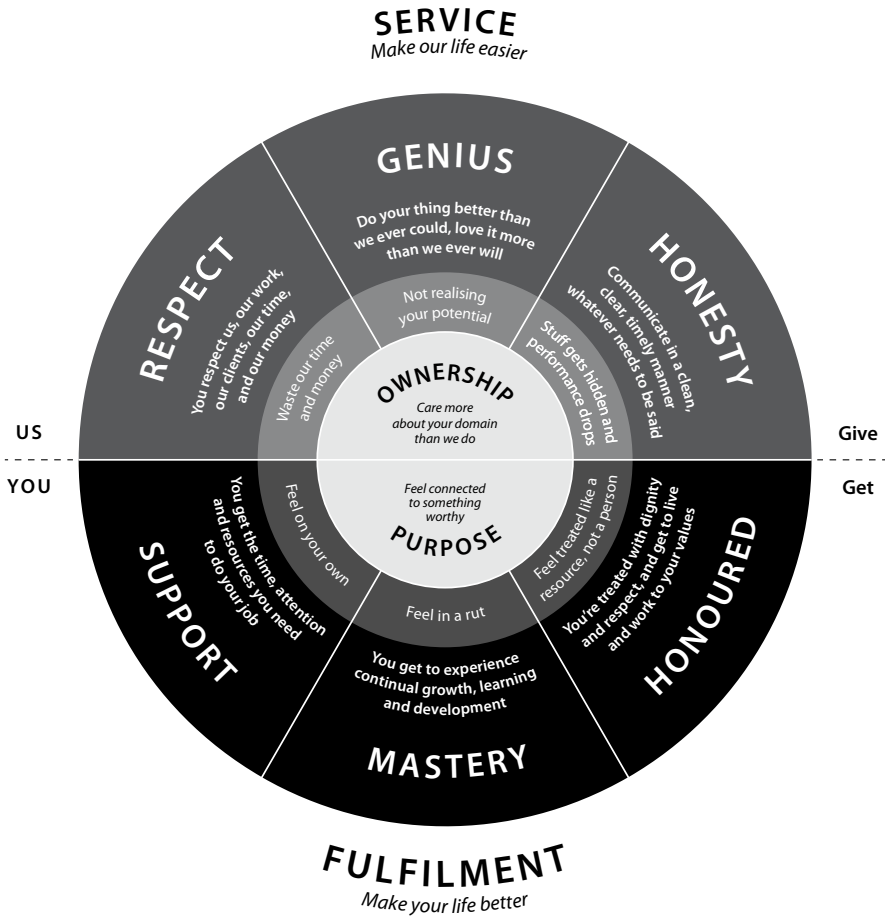 SERVICE
Make our life easier
GENIUS
Do your thing better than
we ever could, love it more
than we ever will
Not realising
your potential
RESPECT
You respect us, our work,
our clients, our time,
and our money
Waste our time
and money
HONESTY
Communicate in a clean,
clear, timely manner
whatever needs to be said
Stuff gets hidden and
performance drops
OWNERSHIP
Care more
about your domain
than we do
US
Give
YOU
Get
Feel connected
to something
worthy
PURPOSE
SUPPORT
You get the time, attention
and resources you need
to do your job
Feel on your own
Feel in a rut
You get to experience
continual growth, learning
and development
MASTERY
Feel treated like a
resource, not a person
You're treated with dignity
and respect, and get to live
and work to your values
HONOURED
FULFILMENT
Make your life better